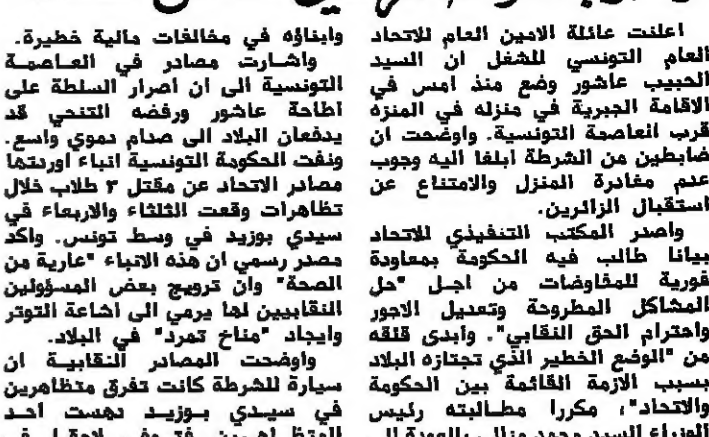 اعلنت عائلة الامين العام للاتحاد
العام التونسي للشغل ان السيد
الحبيب عاشور وضع منذ امس في
الاقامة الجبرية في منزله في المنزه
قرب العاصمة التونسية. واوضحت ان
ضابطين من الشرطة ابلغا اليه وجوب
عدم مغادرة المنزل والامتناع عن
استقبال الزائرين.
واصدر المكتب التنفيذي للاتحاد
بيانا طالب فيه الحكومة بمعاودة
فورية للمفاوضات من اجل "حل
المشاكل المطروحة وتعديل الاجور
واحترام الحق النقابي". وأبدى قلقه
من "الوضع الخطير الذي تجتازه البلاد
بسبب الازمة القائمة بين الحكومة
والاتحاد"، مكررا مطالبته رئيس
الوزراء السيد محمد مزالي بالعودة الى
وابناؤه في مخالفات مالية خطيرة.
واشارت مصادر في العاصمة
التونسية الى ان اصرار السلطة على
اطاحة عاشور ورفضه التنحي قد
يدفعان البلاد الى صدام دموي واسع.
ونفت الحكومة التونسية انباء اوردتها
مصادر الاتحاد عن مقتل ٣ طلاب خلال
تظاهرات وقعت الثلثاء والاربعاء في
سيدي بوزيد في وسط تونس. واكد
مصدر رسمي ان هذه الانباء "عارية من
الصحة" وان ترويج بعض المسؤولين
النقابيين لها يرمي الى اشاعة التوتر
وايجاد "مناخ تمرد" في البلاد.
واوضحت المصادر النقابية ان
سيارة للشرطة كانت تفرق متظاهرين
في سيدي بوزيد دهست احد